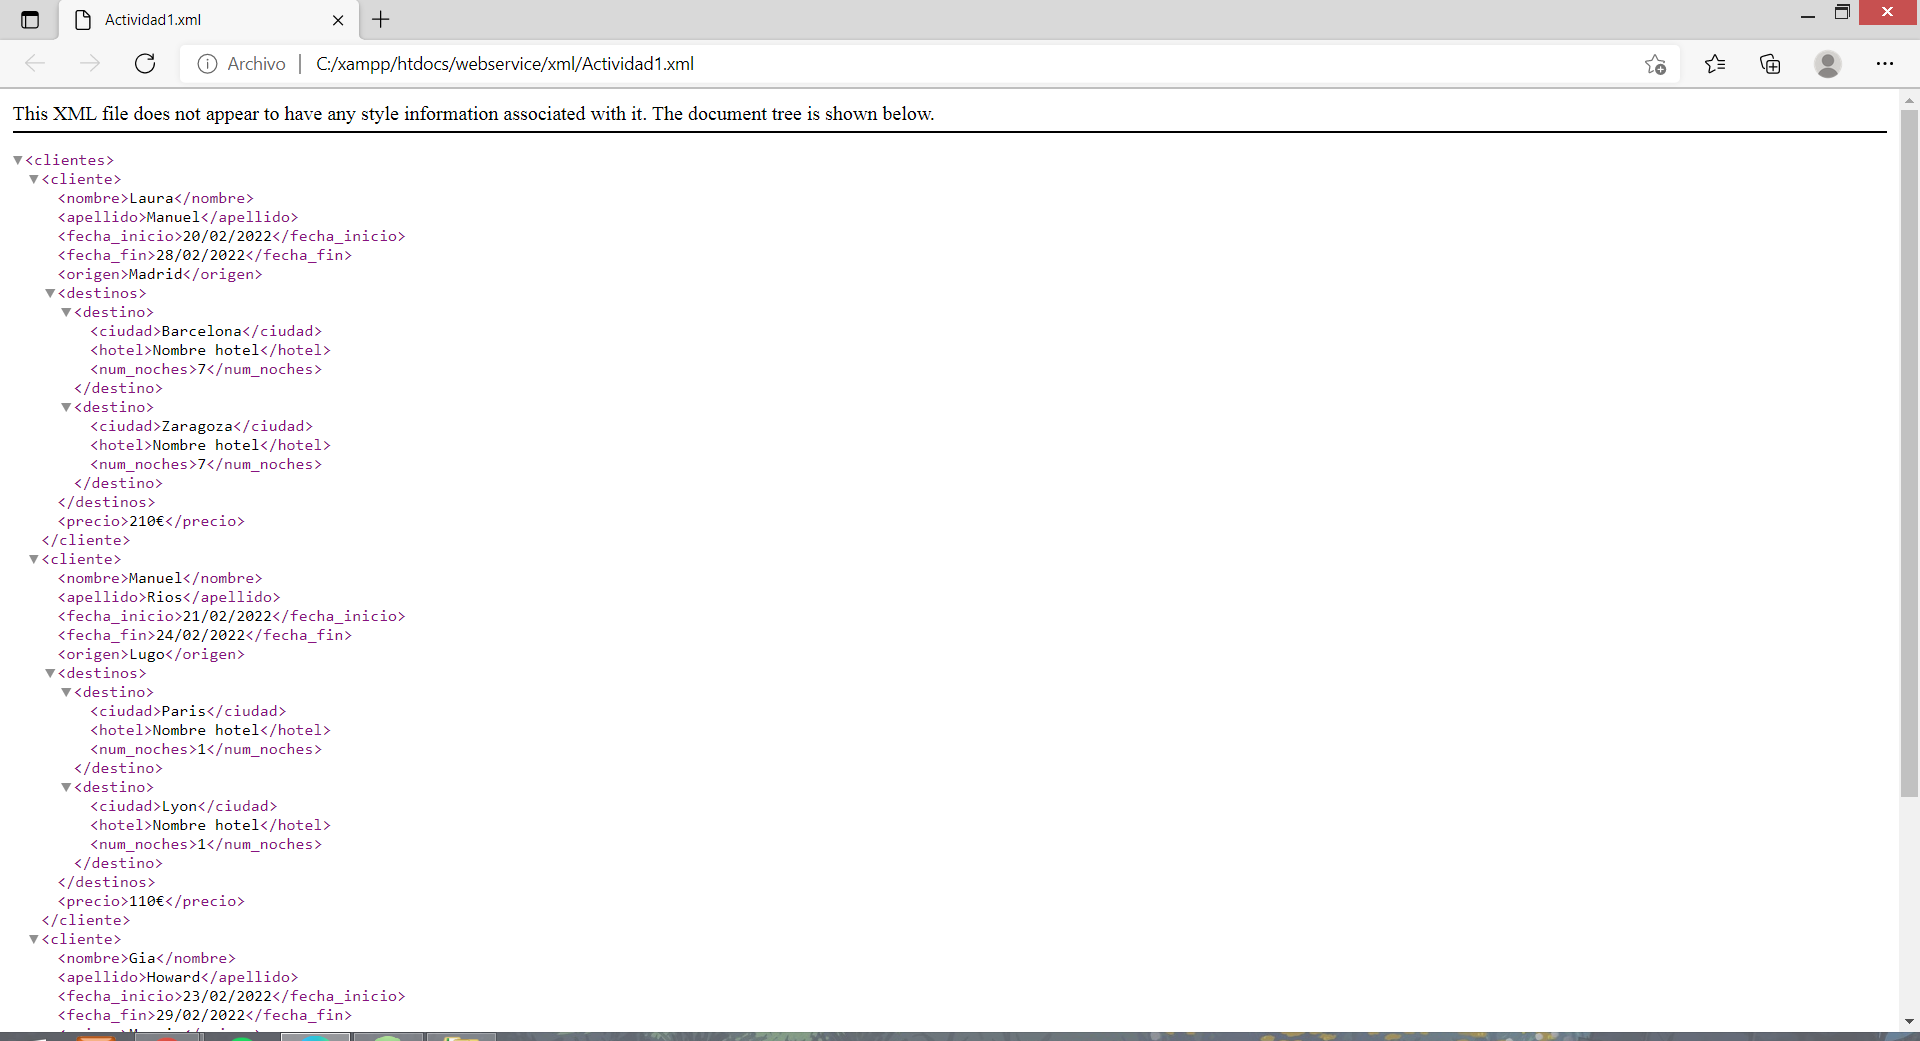 Actividad1.xml
Archivo | C:/xampp/htdocs/webservice/xml/Actividad1.xml
This XML file does not appear to have any style information associated with it. The document tree is shown below.
<clientes>
<cliente>
<nombre>Laura</nombre>
<apellido>Manuel</apellido>
<fecha_inicio>20/02/2022</fecha_inicio>
<fecha_fin>28/02/2022</fecha_fin>
<origen>Madrid</origen>
<destinos>
<destino>
<ciudad>Barcelona</ciudad>
<hotel>Nombre hotel</hotel>
<num_noches>7</num_noches>
</destino>
<destino>
<ciudad>Zaragoza</ciudad>
<hotel>Nombre hotel</hotel>
<num_noches>7</num_noches>
</destino>
</destinos>
<precio>210€</precio>
</cliente>
<cliente>
<nombre>Manuel</nombre>
<apellido>Rios</apellido>
<fecha_inicio>21/02/2022</fecha_inicio>
<fecha_fin>24/02/2022</fecha_fin>
<origen>Lugo</origen>
<destinos>
<destino>
<ciudad>Paris</ciudad>
<hotel>Nombre hotel</hotel>
<num_noches>1</num_noches>
</destino>
<destino>
<ciudad>Lyon</ciudad>
<hotel>Nombre hotel</hotel>
<num_noches>1</num_noches>
</destino>
</destinos>
<precio>110€</precio>
</cliente>
<cliente>
<nombre>Gia</nombre>
<apellido>Howard</apellido>
<fecha_inicio>23/02/2022</fecha_inicio>
<fecha_fin>29/02/2022</fecha_fin>